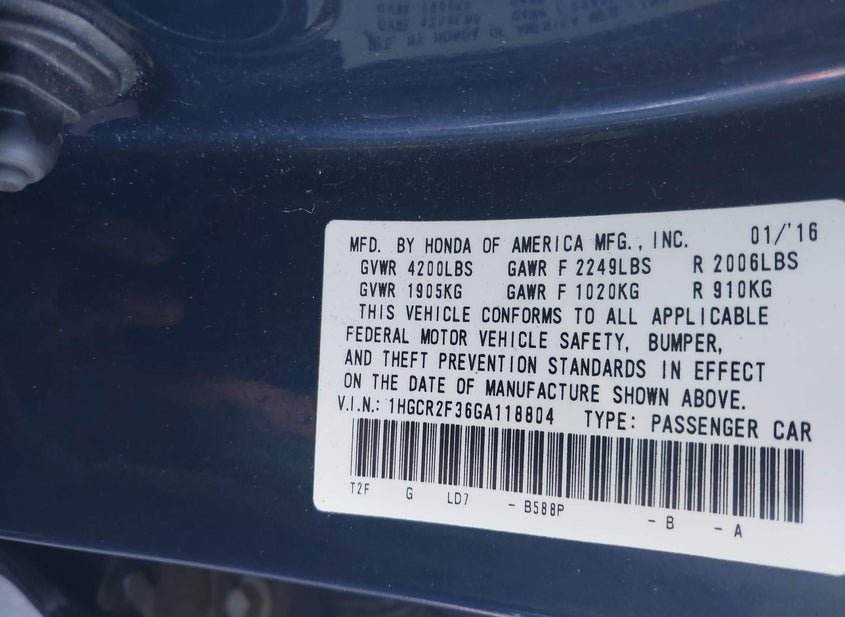 MFD. BY HONDA OF AMERICA MFG., INC. 01/'16
GVWR 4200LBS GAWR F 2249LBS R 2006LBS
GVWR 1905KG GAWR F 1020KG R 910KG
THIS VEHICLE CONFORMS TO ALL APPLICABLE
FEDERAL MOTOR VEHICLE SAFETY, BUMPER,
AND THEFT PREVENTION STANDARDS IN EFFECT
ON THE DATE OF MANUFACTURE SHOWN ABOVE.
V.I.N.: 1HGCR2F36GA118804 TYPE: PASSENGER CAR
T2F G LD7 - B588P - B - A